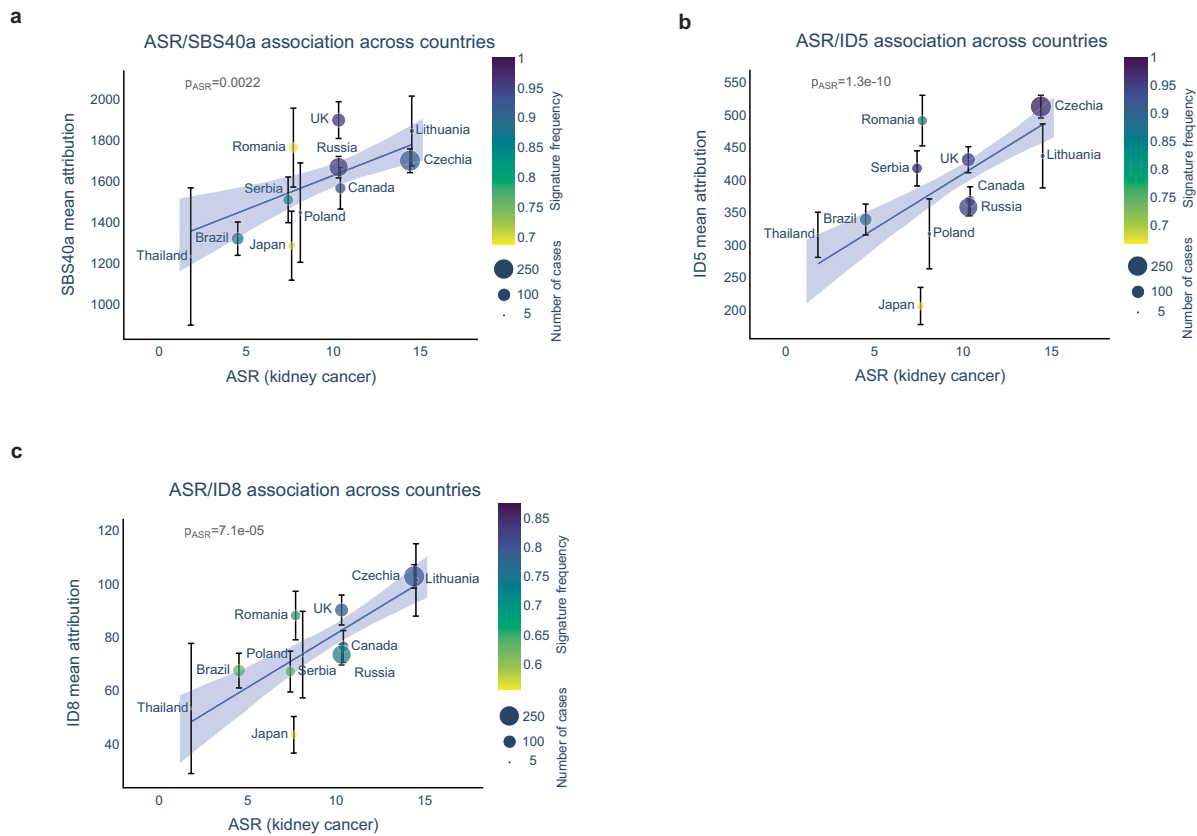 a
ASR/SBS40a association across countries
pASR=0.0022
SBS40a mean attribution
2000
1800
1600
1400
1200
1000
0
5
10
15
ASR (kidney cancer)
UK
Lithuania
Romania
Russia
Czechia
Serbia
Canada
Poland
Brazil
Japan
Thailand
1
0.95
0.9
0.85
0.8
0.75
0.7
Signature frequency
250
100
5
Number of cases
b
ASR/ID5 association across countries
pASR=1.3e-10
ID5 mean attribution
550
500
450
400
350
300
250
200
0
5
10
15
ASR (kidney cancer)
Czechia
Romania
UK
Lithuania
Serbia
Canada
Russia
Brazil
Thailand
Poland
Japan
1
0.95
0.9
0.85
0.8
0.75
0.7
Signature frequency
250
100
5
Number of cases
c
ASR/ID8 association across countries
pASR=7.1e-05
ID8 mean attribution
120
100
80
60
40
0
5
10
15
ASR (kidney cancer)
Czechia
Lithuania
Romania
UK
Poland
Canada
Brazil
Serbia
Russia
Thailand
Japan
0.85
0.8
0.75
0.7
0.65
0.6
Signature frequency
250
100
5
Number of cases